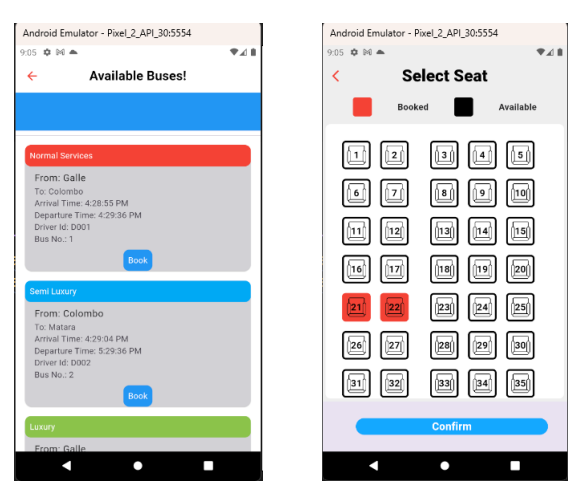 Android Emulator - Pixel_2_API_30:5554
9:05
Available Buses!
Normal Services
From: Galle
To: Colombo
Arrival Time: 4:28:55 PM
Departure Time: 4:29:36 PM
Driver Id: D001
Bus No.: 1
Book
Semi Luxury
From: Colombo
To: Matara
Arrival Time: 4:29:04 PM
Departure Time: 5:29:36 PM
Driver Id: D002
Bus No.: 2
Book
Luxury
From: Galle
Android Emulator - Pixel_2_API_30:5554
9:05
Select Seat
Booked Available
1 2 3 4 5
6 7 8 9 10
11 12 13 14 15
16 17 18 19 20
21 22 23 24 25
26 27 28 29 30
31 32 33 34 35
Confirm